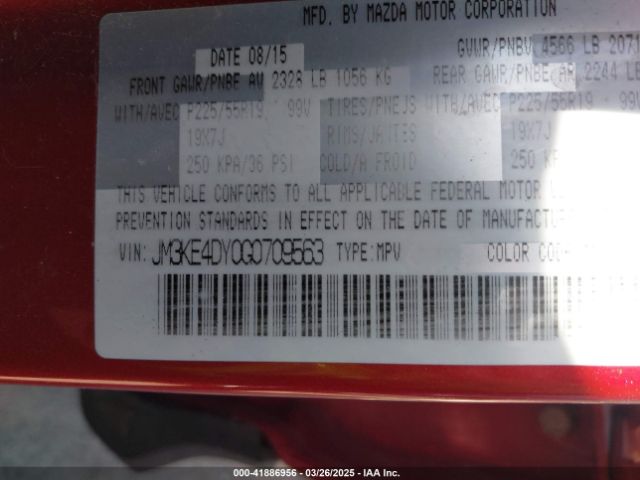 MFD. BY MAZDA MOTOR CORPORATION
DATE 08/15 GVWR/PNBV 4566 LB 2071
FRONT GAWR/PNBE AV 2328 LB 1056 KG REAR GAWR/PNBE AR 2244 LB
WITH/AVEC P225/55R19 99V TIRES/PNEUS WITH/AVEC P225/55R19 99V
19X7J RIMS/JANTES 19X7J
250 KPA/36 PSI COLD/A FROID 250
THIS VEHICLE CONFORMS TO ALL APPLICABLE FEDERAL MOTOR
PREVENTION STANDARDS IN EFFECT ON THE DATE OF MANUFACTU
VIN: JM3KE4DY0G0709563 TYPE:MPV COLOR CODE
000-41886956 - 03/26/2025 - IAA Inc.